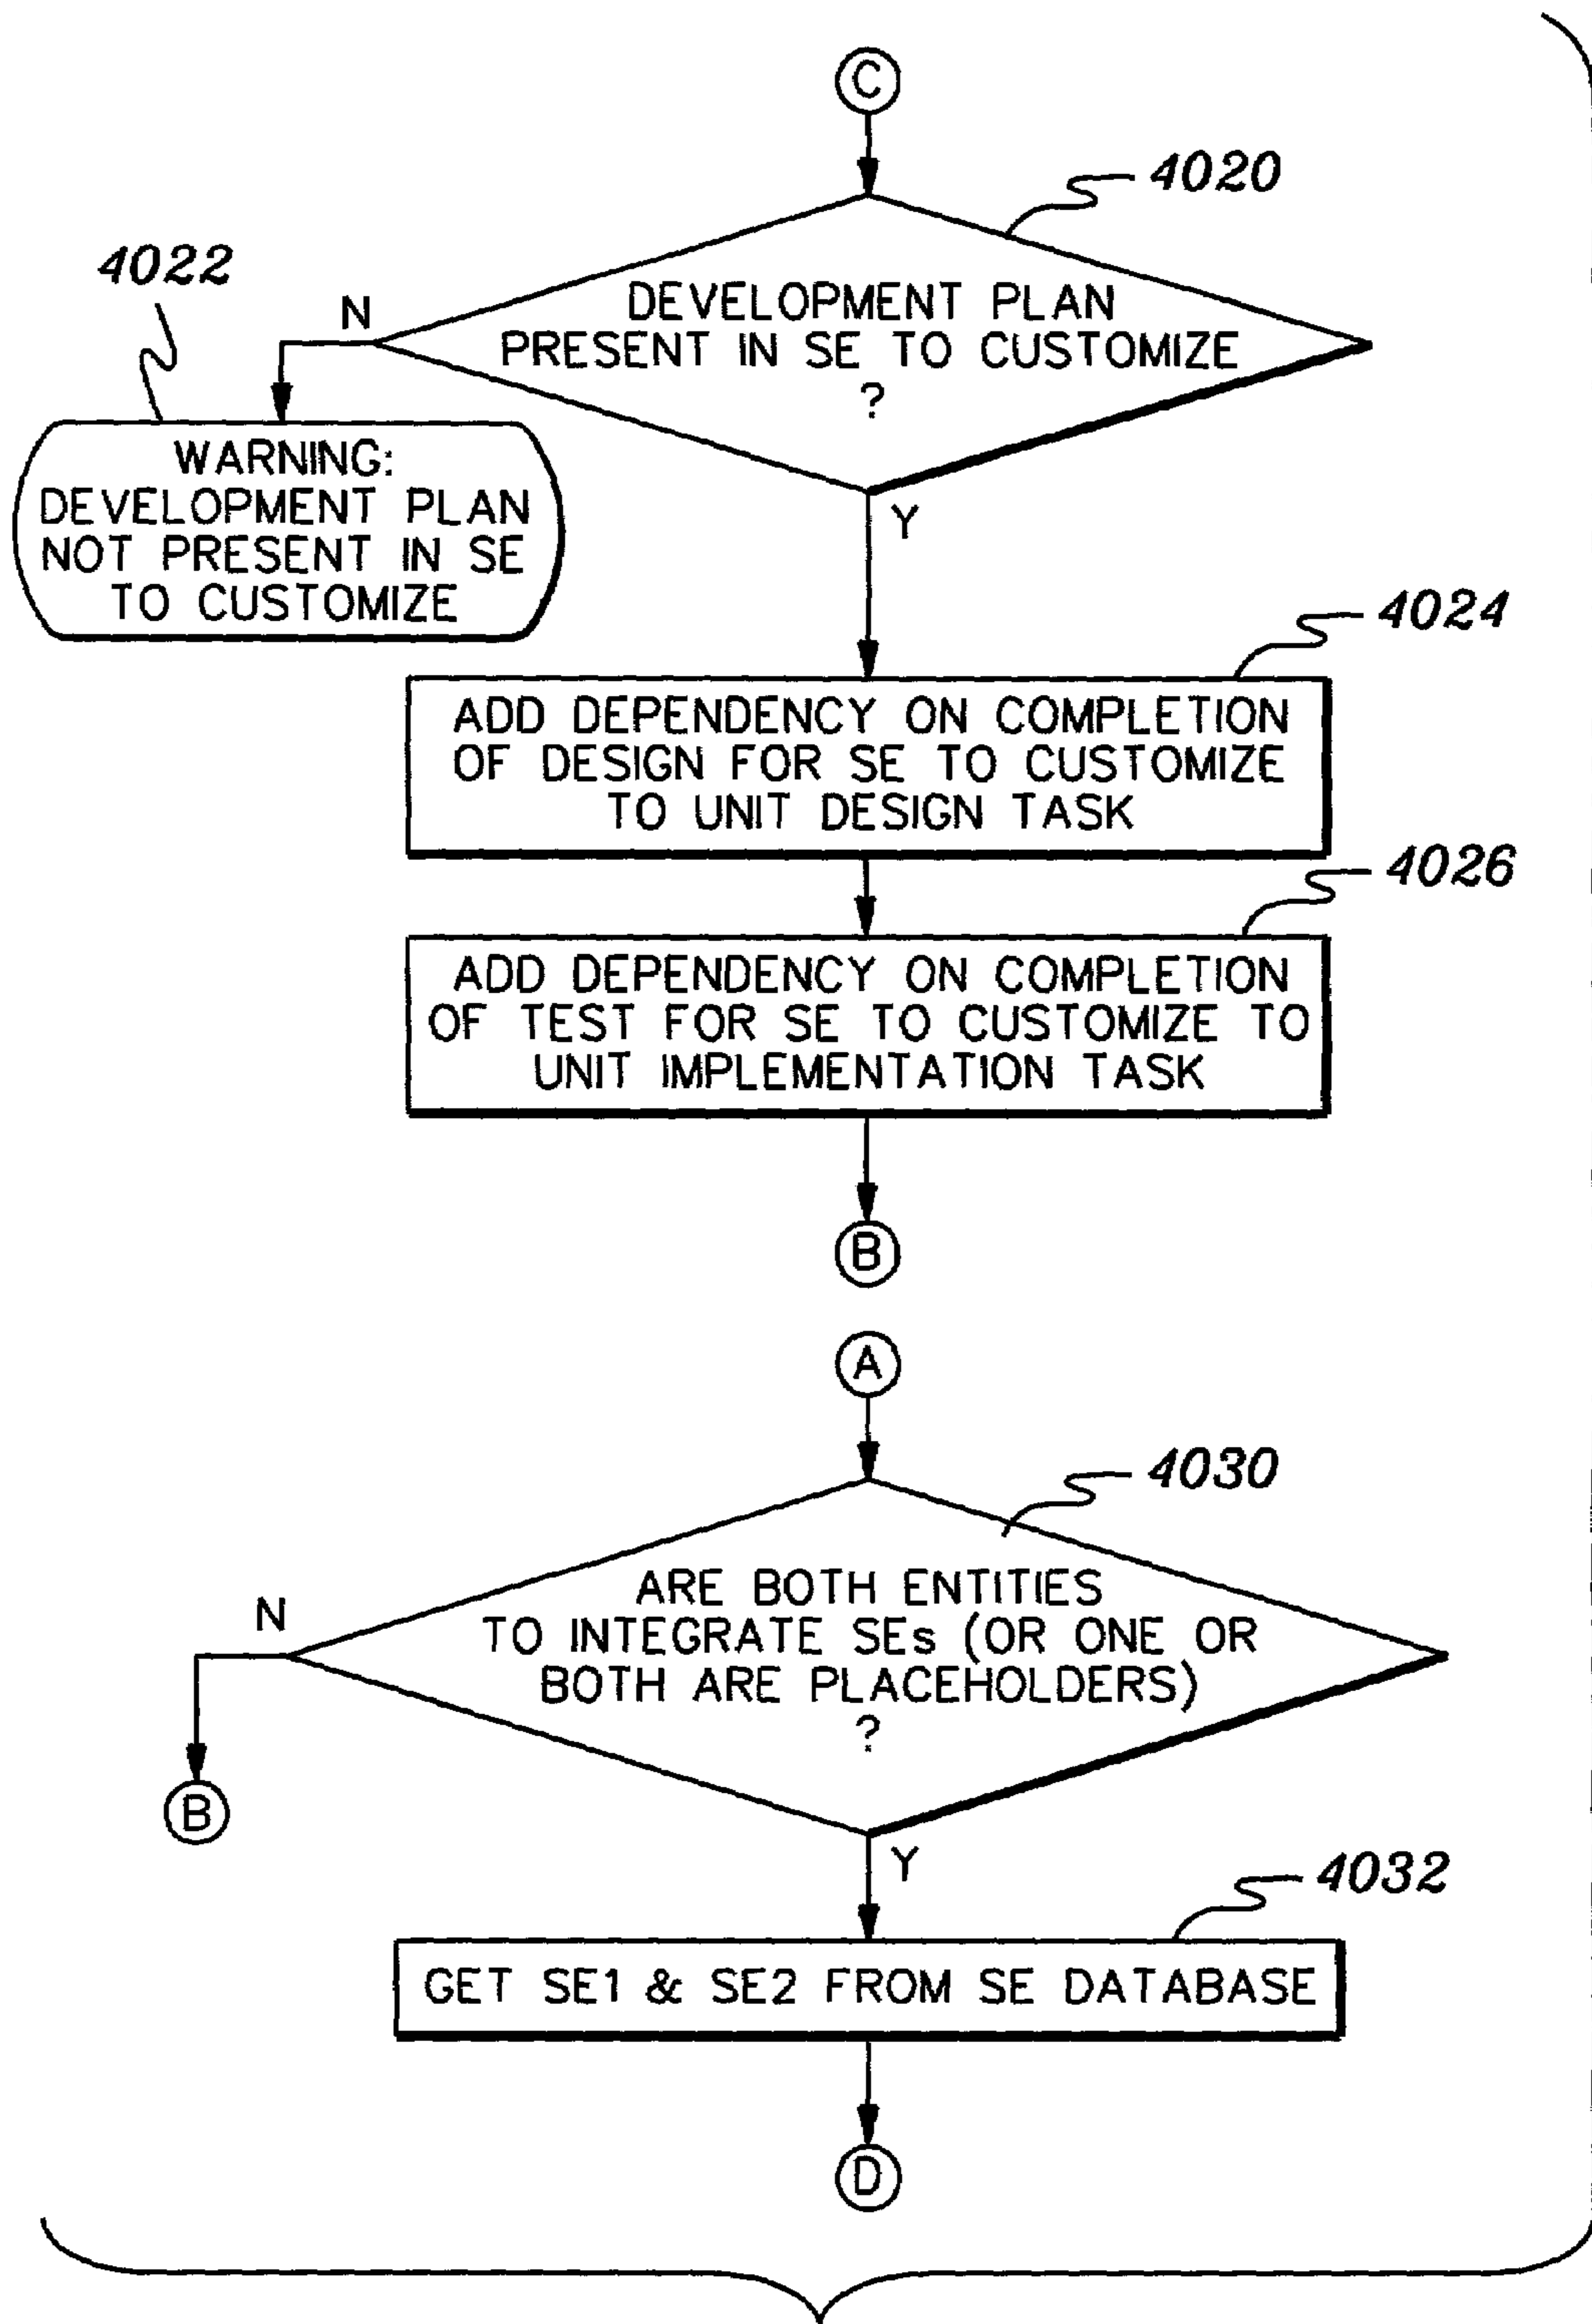 C
4020
4022
N
DEVELOPMENT PLAN
PRESENT IN SE TO CUSTOMIZE
?
WARNING:
DEVELOPMENT PLAN
NOT PRESENT IN SE
TO CUSTOMIZE
Y
4024
ADD DEPENDENCY ON COMPLETION
OF DESIGN FOR SE TO CUSTOMIZE
TO UNIT DESIGN TASK
4026
ADD DEPENDENCY ON COMPLETION
OF TEST FOR SE TO CUSTOMIZE TO
UNIT IMPLEMENTATION TASK
B
A
4030
N
ARE BOTH ENTITIES
TO INTEGRATE SEs (OR ONE OR
BOTH ARE PLACEHOLDERS)
?
B
Y
4032
GET SE1 & SE2 FROM SE DATABASE
D